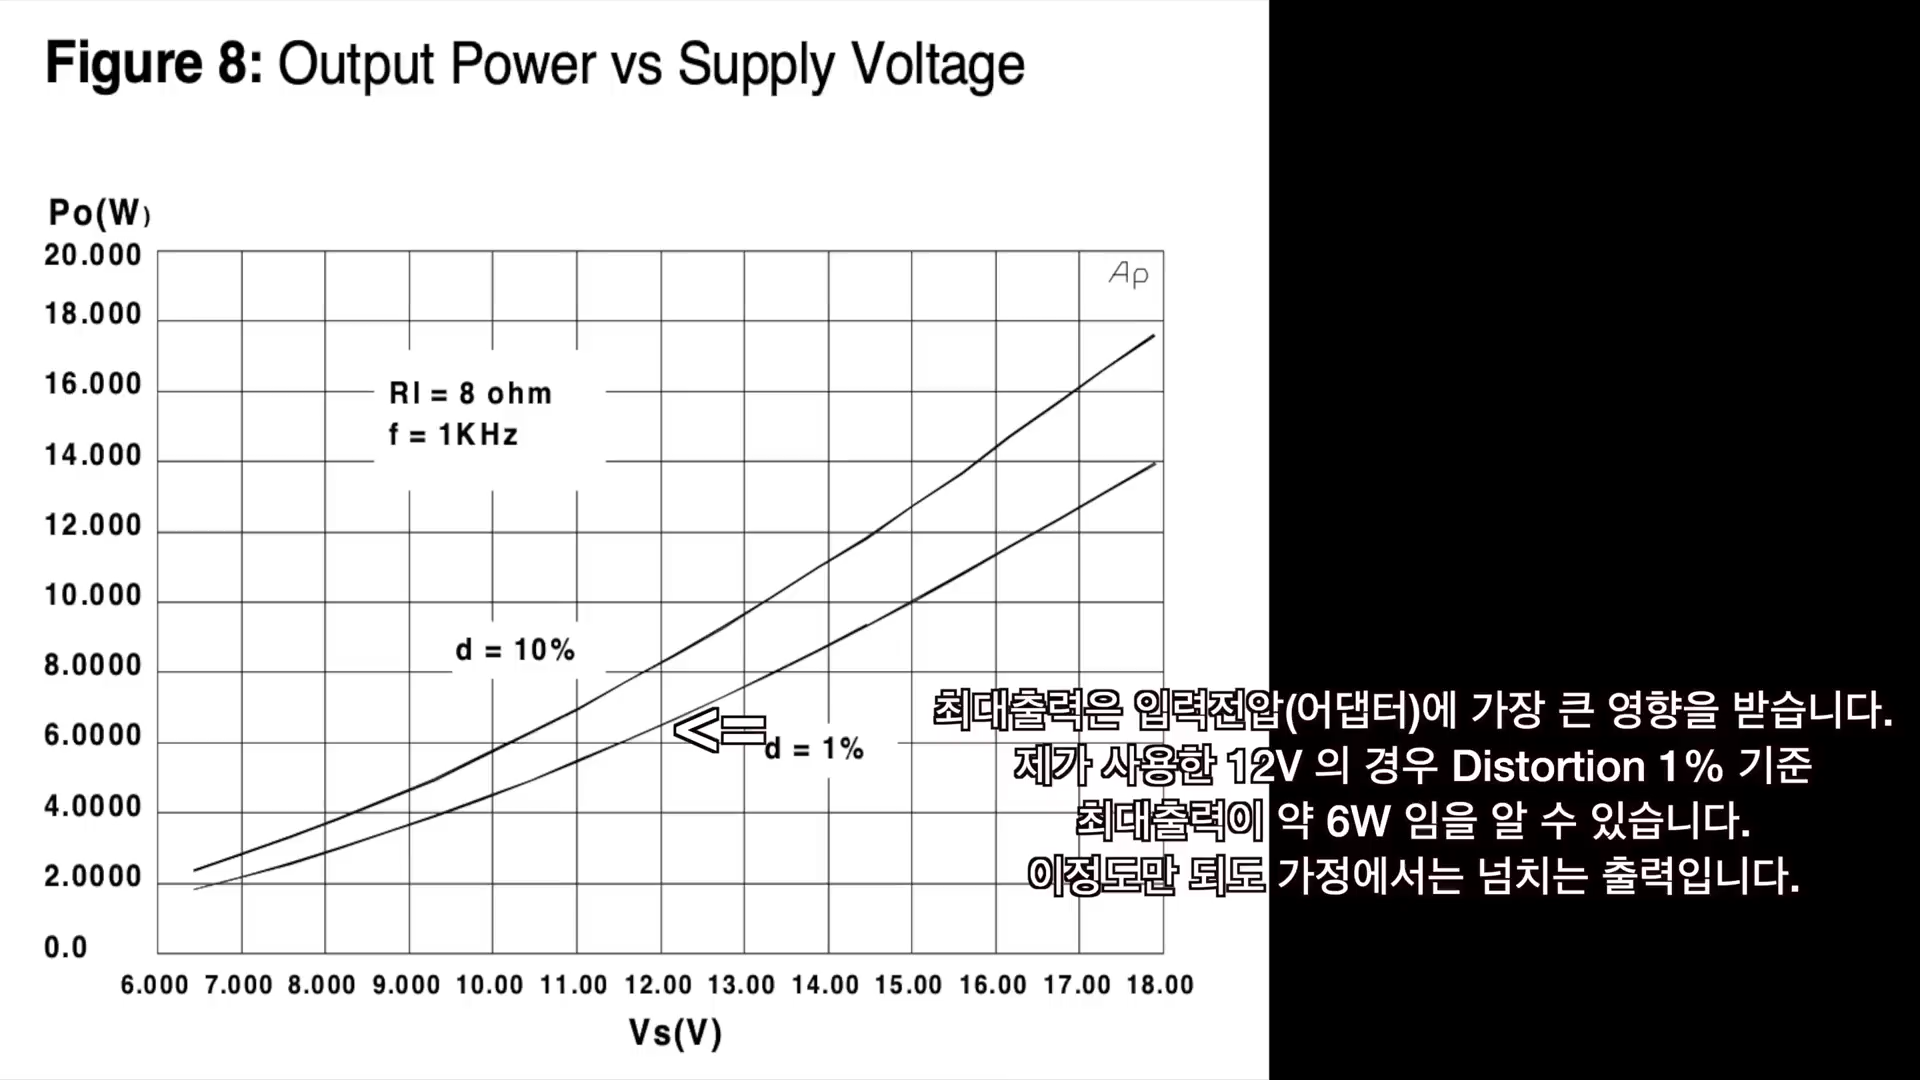 Figure 8: Output Power vs Supply Voltage
Po(W)
20.000
18.000
16.000
14.000
12.000
10.000
8.0000
6.0000
4.0000
2.0000
0.0
Ap
Rl = 8 ohm
f = 1KHz
d = 10%
<=
d = 1%
최대출력은 입력전압(어댑터)에 가장 큰 영향을 받습니다.
제가 사용한 12V 의 경우 Distortion 1% 기준
최대출력이 약 6W 임을 알 수 있습니다.
이정도만 되도 가정에서는 넘치는 출력입니다.
6.000 7.000 8.000 9.000 10.00 11.00 12.00 13.00 14.00 15.00 16.00 17.00 18.00
Vs(V)